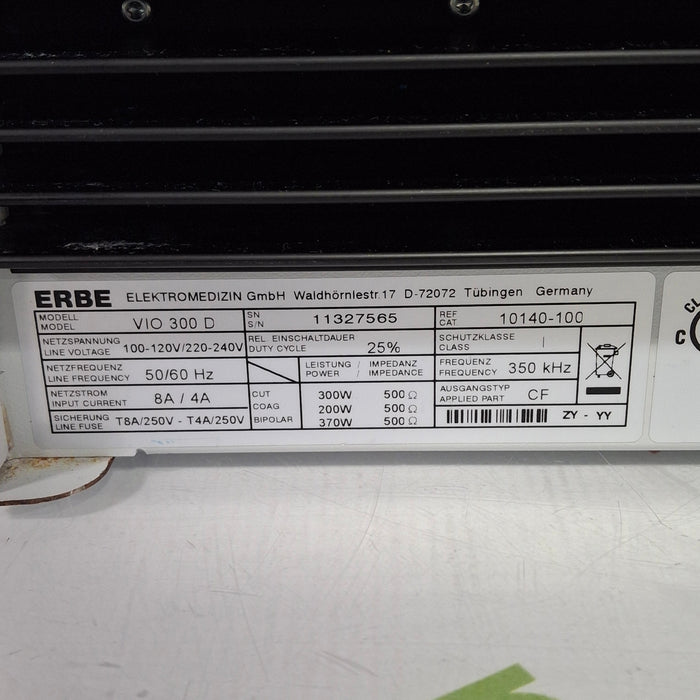 ERBE ELEKTROMEDIZIN GmbH Waldhörnlestr.17 D-72072 Tübingen Germany
MODELL
MODEL VIO 300 D
SN
S/N 11327565
REF
CAT 10140-100
NETZSPANNUNG
LINE VOLTAGE 100-120V/220-240V
REL. EINSCHALTDAUER
DUTY CYCLE 25%
SCHUTZKLASSE
CLASS I
NETZFREQUENZ
LINE FREQUENCY 50/60 Hz
LEISTUNG / IMPEDANZ
POWER / IMPEDANCE
FREQUENZ
FREQUENCY 350 kHz
NETZSTROM
INPUT CURRENT 8A / 4A
CUT 300W 500 Ω
COAG 200W 500 Ω
BIPOLAR 370W 500 Ω
AUSGANGSTYP
APPLIED PART CF
SICHERUNG
LINE FUSE T8A/250V - T4A/250V
ZY - YY